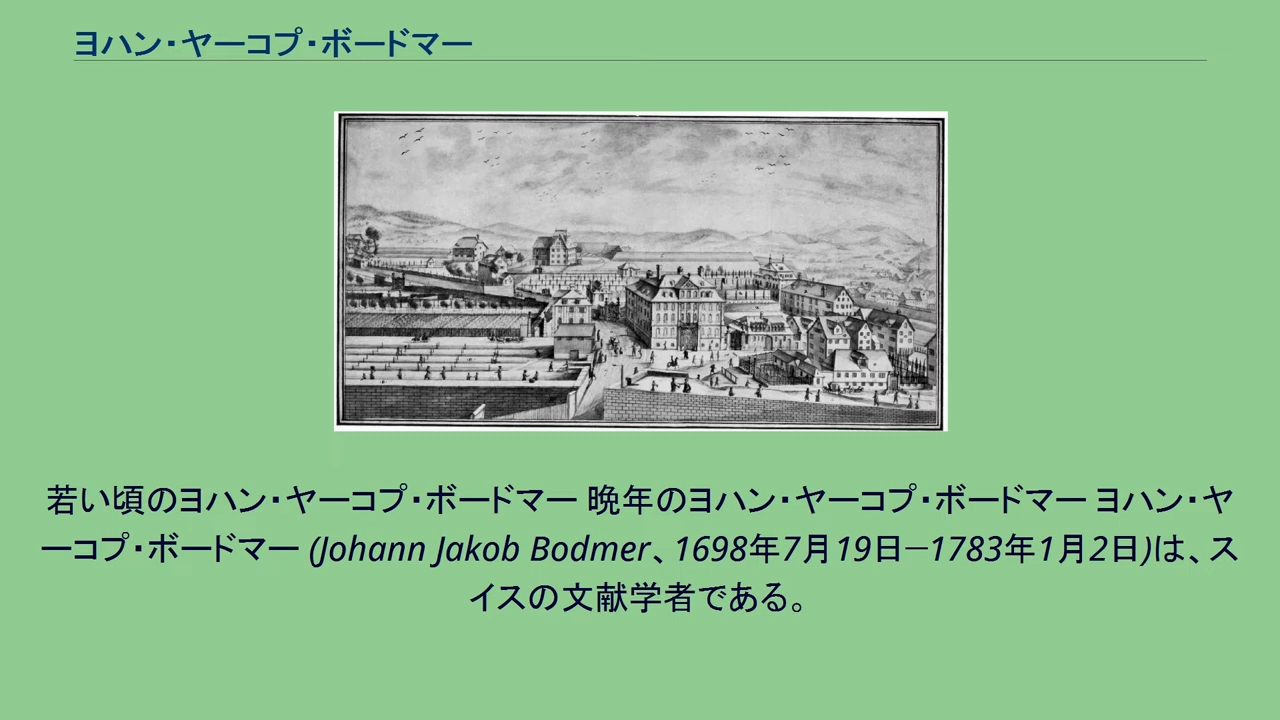 ヨハン・ヤーコプ・ボードマー
若い頃のヨハン・ヤーコプ・ボードマー 晩年のヨハン・ヤーコプ・ボードマー ヨハン・ヤ
ーコプ・ボードマー (Johann Jakob Bodmer、1698年7月19日−1783年1月2日)は、ス
イスの文献学者である。